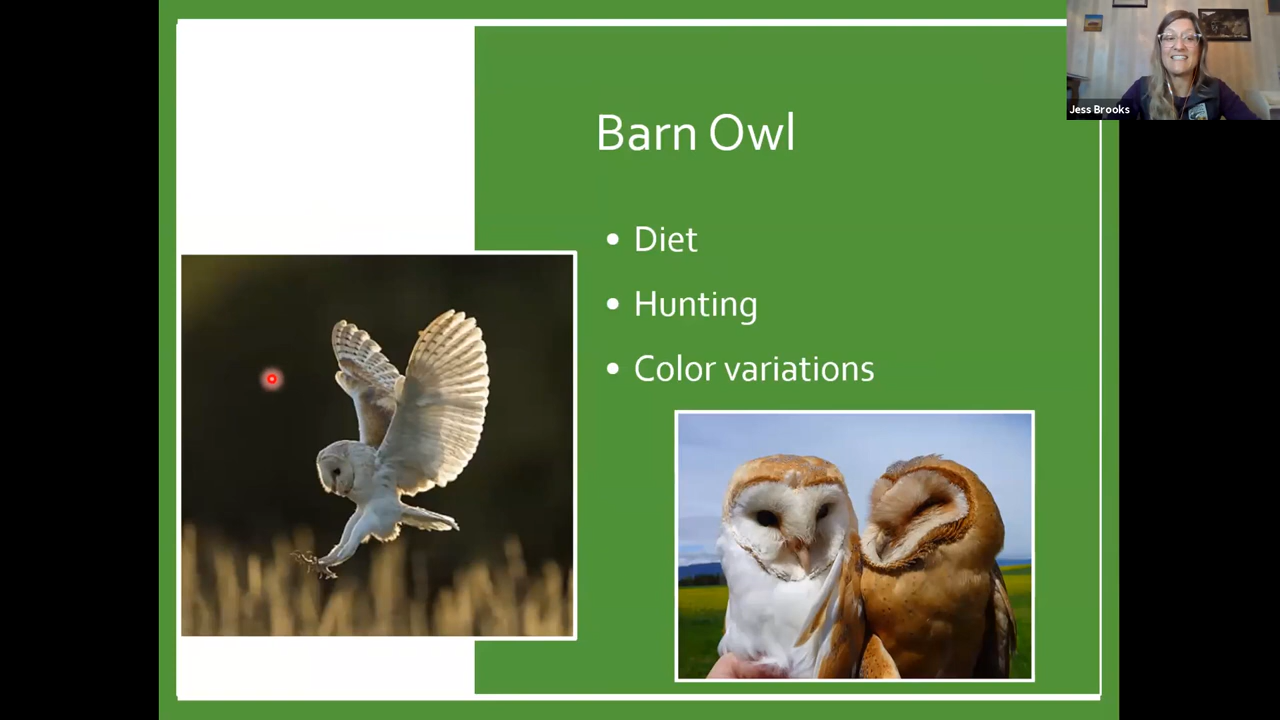 Barn Owl
• Diet
• Hunting
• Color variations
Jess Brooks